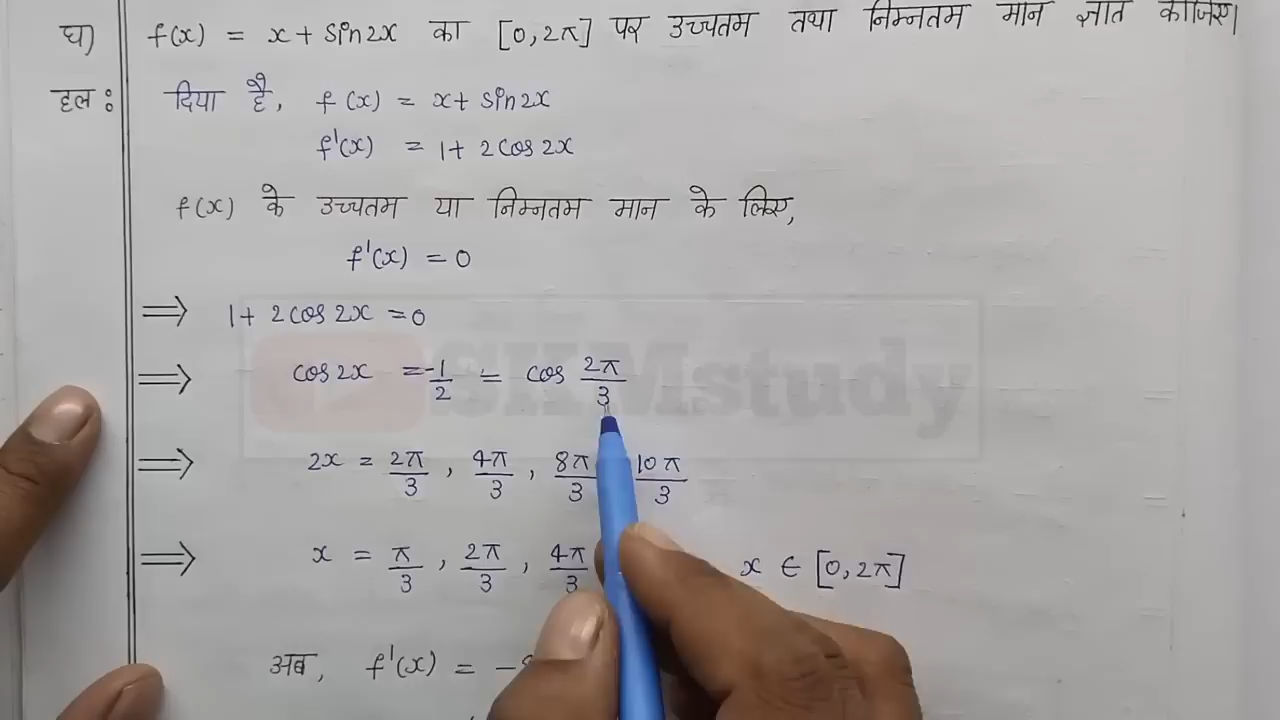 घ) f(x) = x + sin2x का [0, 2π] पर उच्चतम तथा निम्नतम मान ज्ञात कीजिए।
हल: दिया है, f(x) = x + sin2x
f'(x) = 1 + 2cos2x
f(x) के उच्चतम या निम्नतम मान के लिए,
f'(x) = 0
⟹ 1 + 2cos2x = 0
⟹ cos2x = -1/2 = cos 2π/3
⟹ 2x = 2π/3, 4π/3, 8π/3 10π/3
⟹ x = π/3, 2π/3, 4π/3 x ∈ [0, 2π]
अब, f'(x) = -
SKMstudy